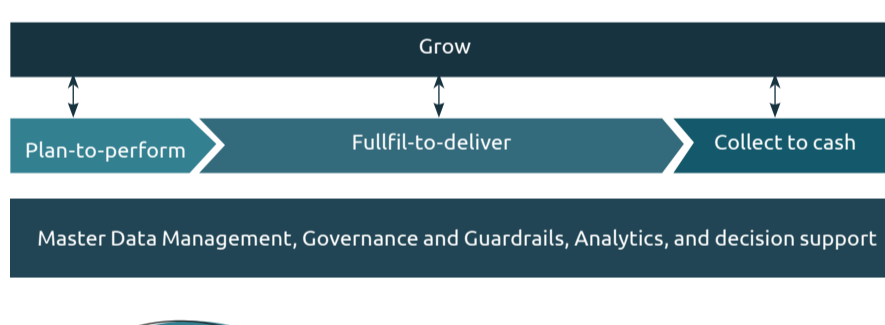 Grow
Plan-to-perform
Fullfil-to-deliver
Collect to cash
Master Data Management, Governance and Guardrails, Analytics, and decision support